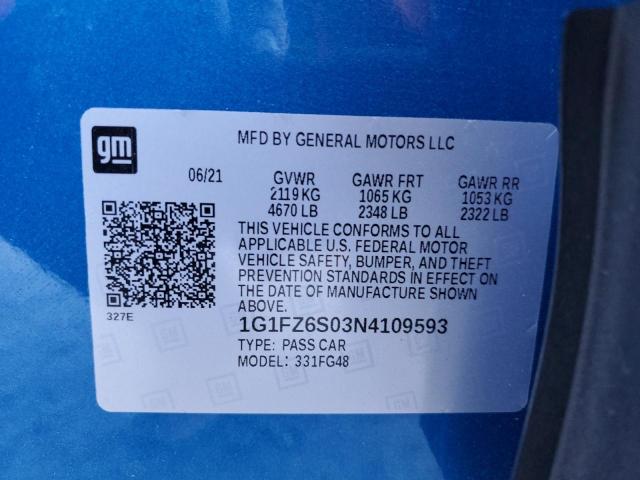 gm
MFD BY GENERAL MOTORS LLC
06/21 GVWR GAWR FRT GAWR RR
2119 KG 1065 KG 1053 KG
4670 LB 2348 LB 2322 LB
THIS VEHICLE CONFORMS TO ALL
APPLICABLE U.S. FEDERAL MOTOR
VEHICLE SAFETY, BUMPER, AND THEFT
PREVENTION STANDARDS IN EFFECT ON
THE DATE OF MANUFACTURE SHOWN
ABOVE.
327E
1G1FZ6S03N4109593
TYPE: PASS CAR
MODEL: 331FG48